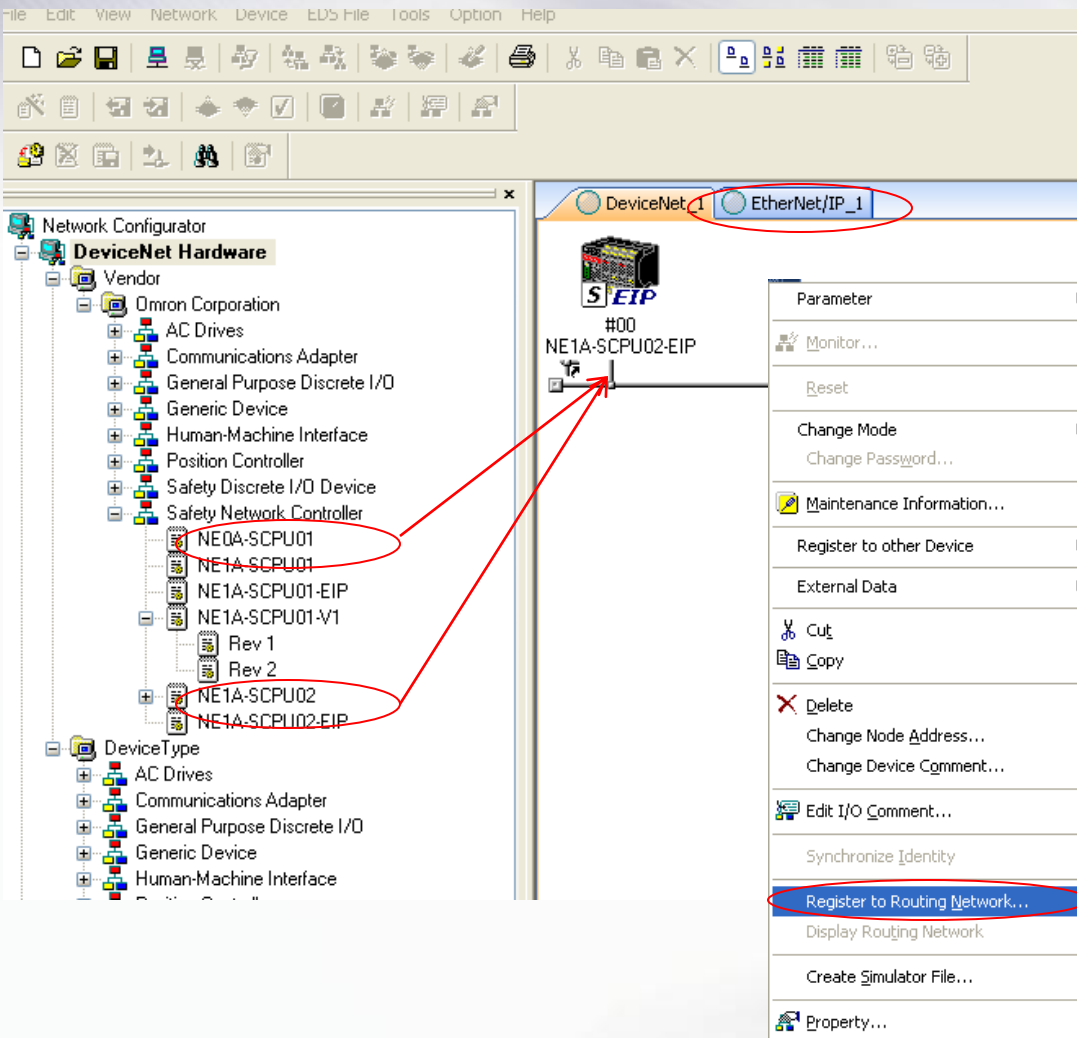 File Edit View Network Device EDS File Tools Option Help
DeviceNet_1 EtherNet/IP_1
Network Configurator
DeviceNet Hardware
Vendor
Omron Corporation
AC Drives
Communications Adapter
General Purpose Discrete I/O
Generic Device
Human-Machine Interface
Position Controller
Safety Discrete I/O Device
Safety Network Controller
NE0A-SCPU01
NE1A-SCPU01
NE1A-SCPU01-EIP
NE1A-SCPU01-V1
Rev 1
Rev 2
NE1A-SCPU02
NE1A-SCPU02-EIP
DeviceType
AC Drives
Communications Adapter
General Purpose Discrete I/O
Generic Device
Human-Machine Interface
S EIP
#00
NE1A-SCPU02-EIP
Parameter
Monitor...
Reset
Change Mode
Change Password...
Maintenance Information...
Register to other Device
External Data
Cut
Copy
Delete
Change Node Address...
Change Device Comment...
Edit I/O Comment...
Synchronize Identity
Register to Routing Network...
Display Routing Network
Create Simulator File...
Property...